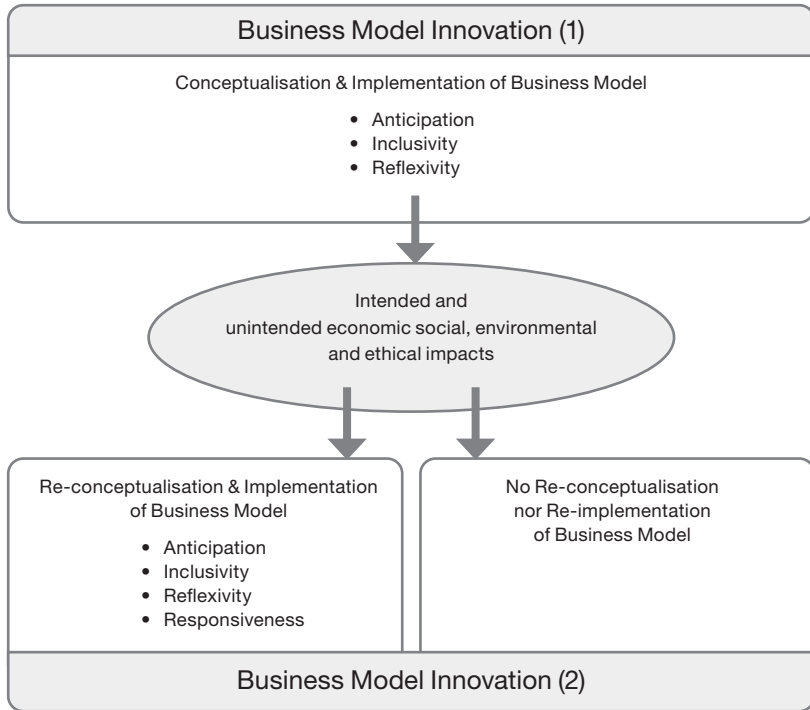 Business Model Innovation (1)
Conceptualisation & Implementation of Business Model
• Anticipation
• Inclusivity
• Reflexivity
Intended and
unintended economic social, environmental
and ethical impacts
Re-conceptualisation & Implementation
of Business Model
• Anticipation
• Inclusivity
• Reflexivity
• Responsiveness
No Re-conceptualisation
nor Re-implementation
of Business Model
Business Model Innovation (2)